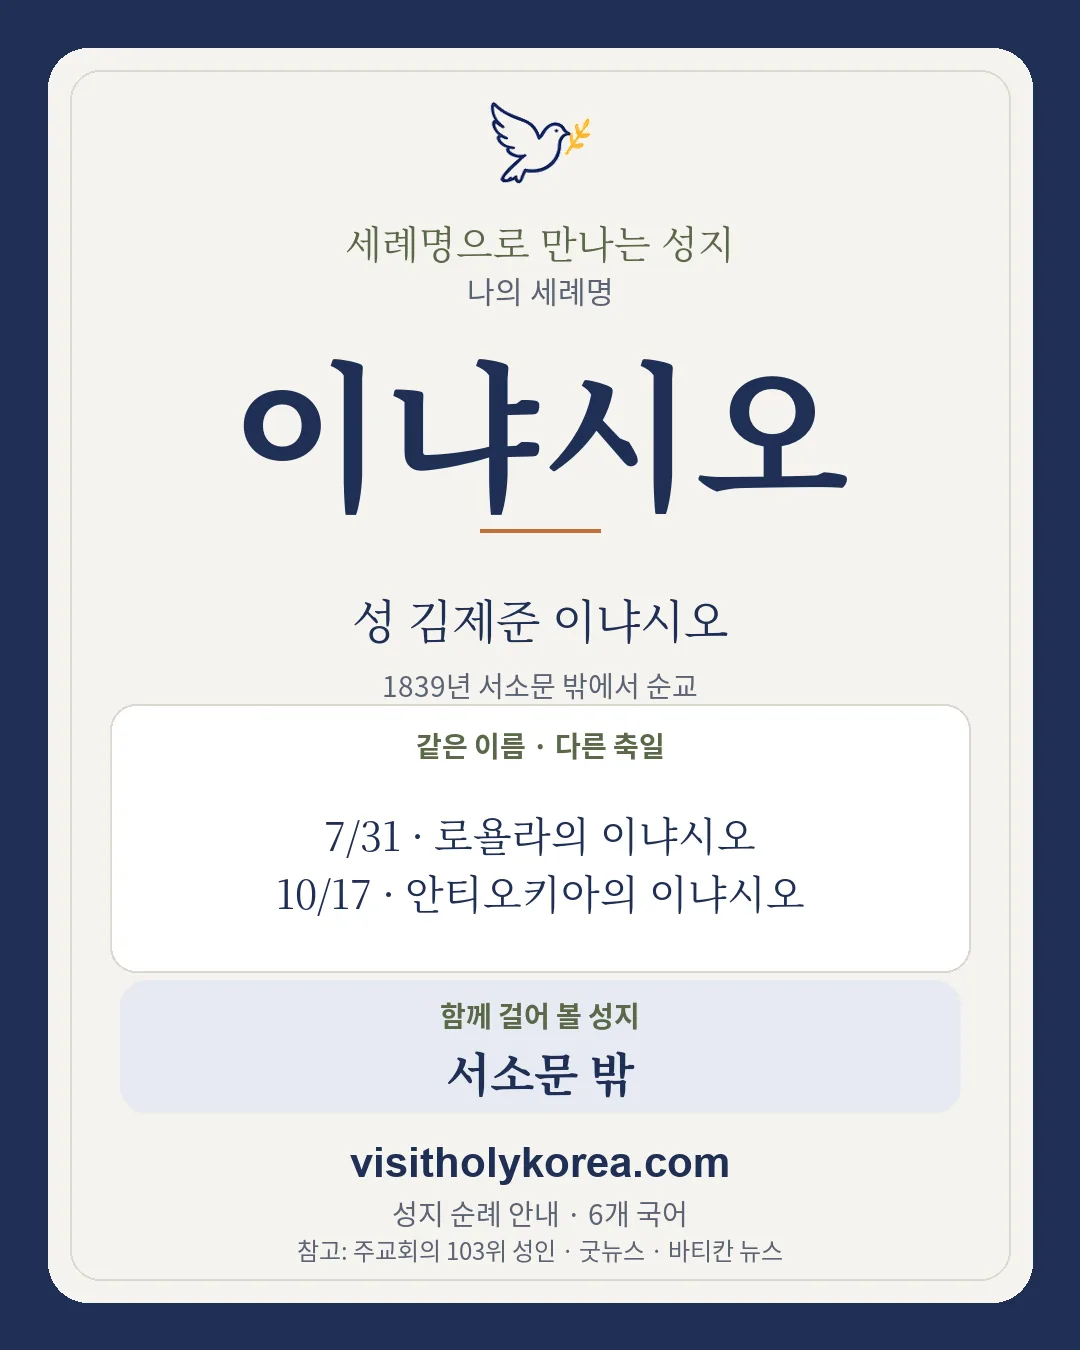 세례명으로 만나는 성지
나의 세례명
이냐시오
성 김제준 이냐시오
1839년 서소문 밖에서 순교
같은 이름 · 다른 축일
7/31 · 로욜라의 이냐시오
10/17 · 안티오키아의 이냐시오
함께 걸어 볼 성지
서소문 밖
visitholykorea.com
성지 순례 안내 · 6개 국어
참고: 주교회의 103위 성인 · 굿뉴스 · 바티칸 뉴스